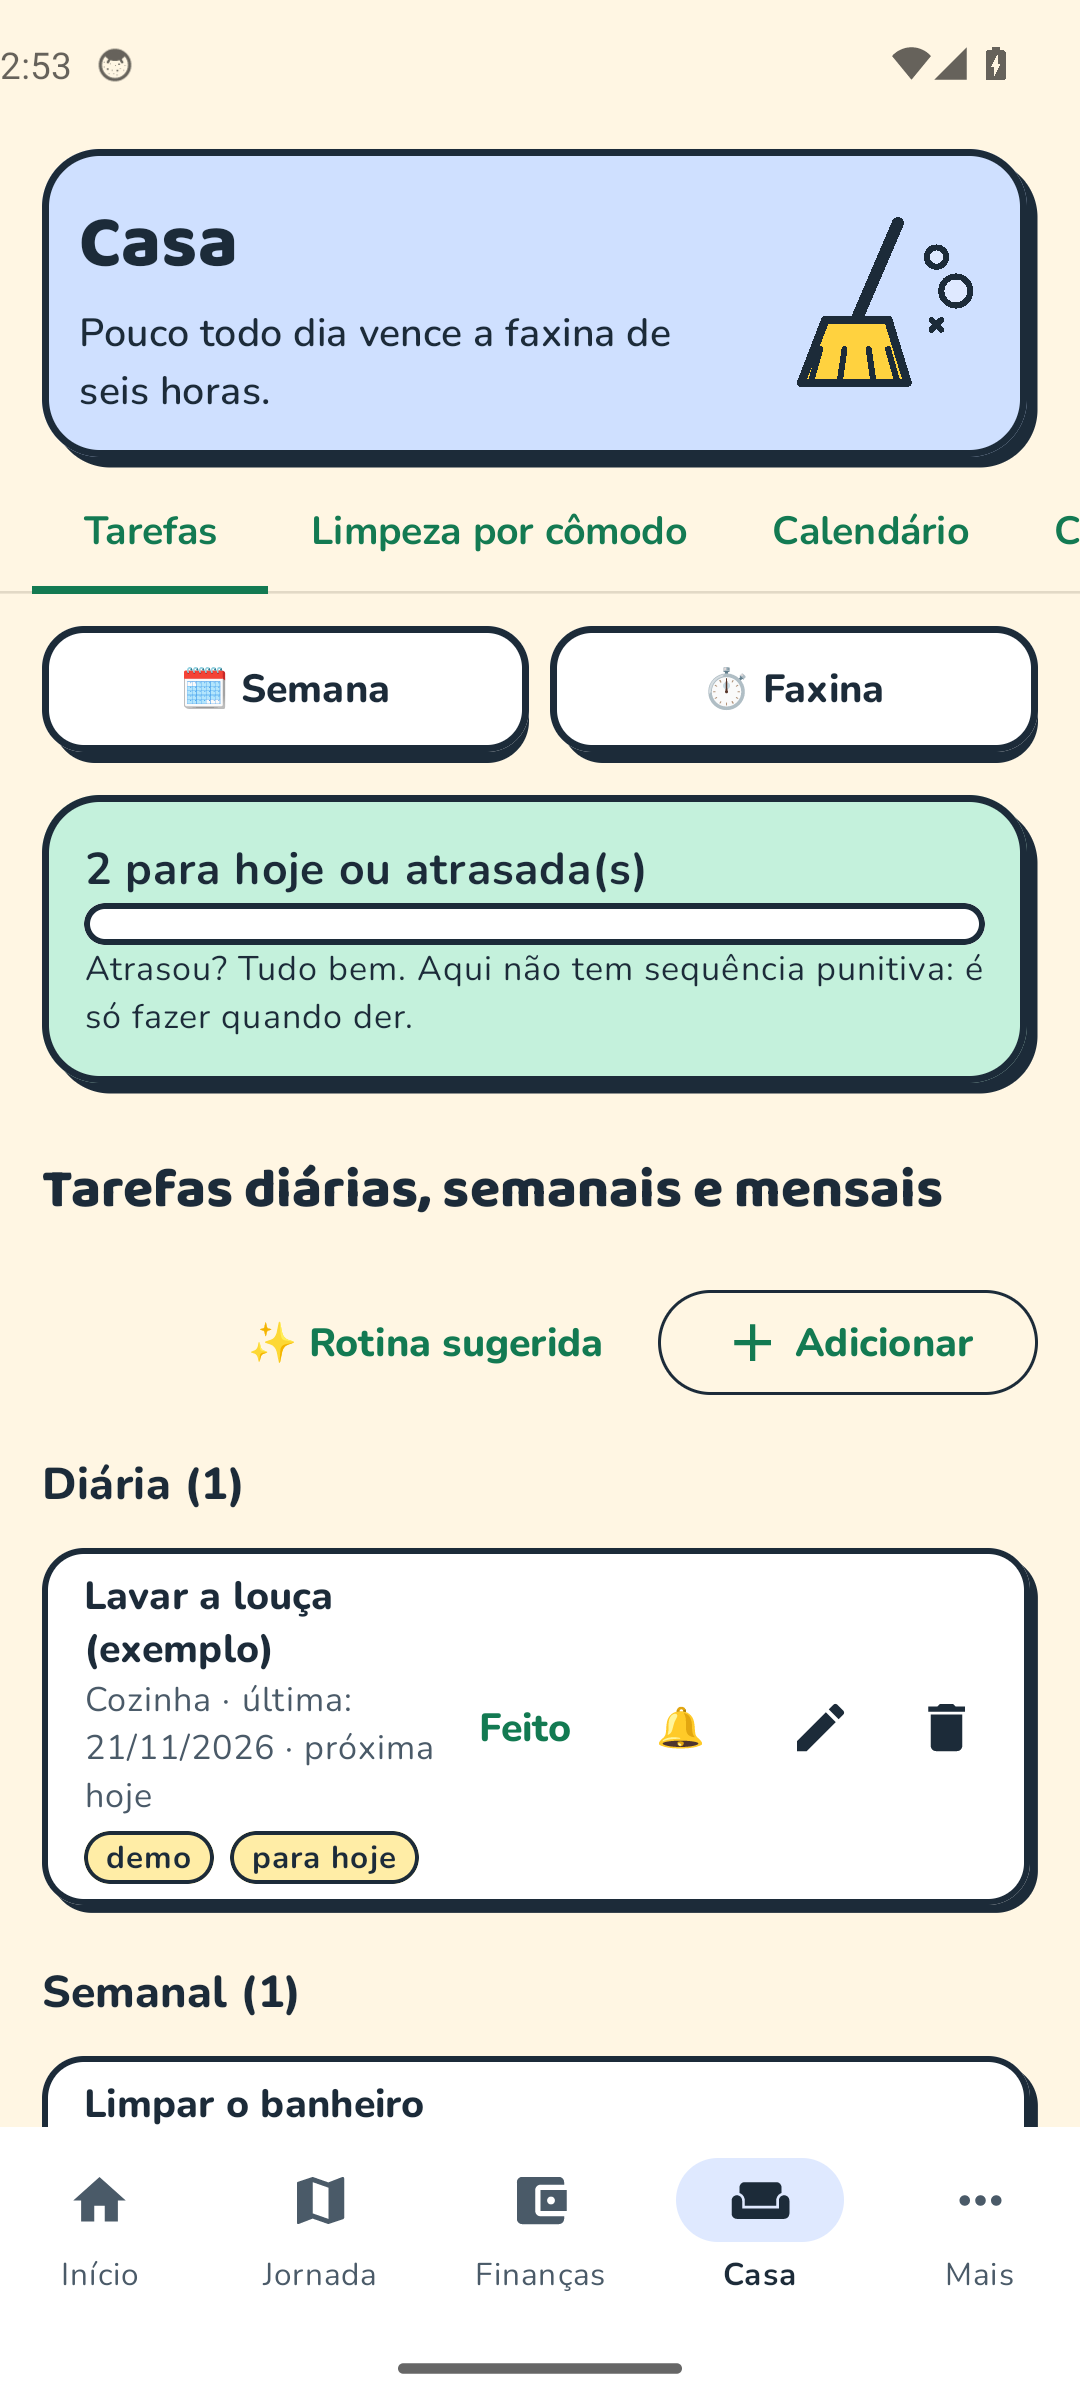 2:53
Casa
Pouco todo dia vence a faxina de
seis horas.
Tarefas Limpeza por cômodo Calendário C
🗓️ Semana ⏱️ Faxina
2 para hoje ou atrasada(s)
Atrasou? Tudo bem. Aqui não tem sequência punitiva: é
só fazer quando der.
Tarefas diárias, semanais e mensais
✨ Rotina sugerida + Adicionar
Diária (1)
Lavar a louça
(exemplo)
Cozinha · última:
21/11/2026 · próxima
hoje
Feito 🔔
demo para hoje
Semanal (1)
Limpar o banheiro
Início Jornada Finanças Casa Mais